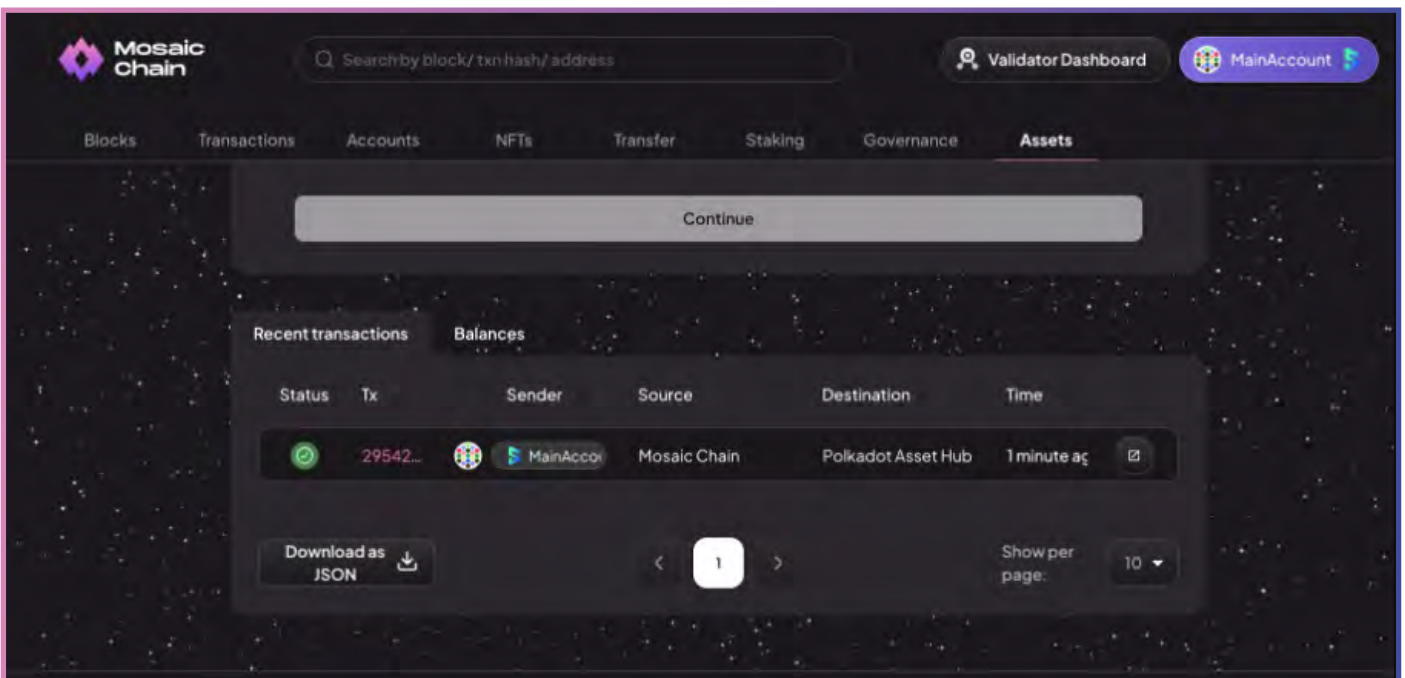 Mosaic
Chain
Search by block/ txn hash/ address
Validator Dashboard
MainAccount
Blocks Transactions Accounts NFTs Transfer Staking Governance Assets
Continue
Recent transactions Balances
Status Tx Sender Source Destination Time
29542... MainAccou Mosaic Chain Polkadot Asset Hub 1 minute ag
Download as
JSON
1
Show per
page:
10